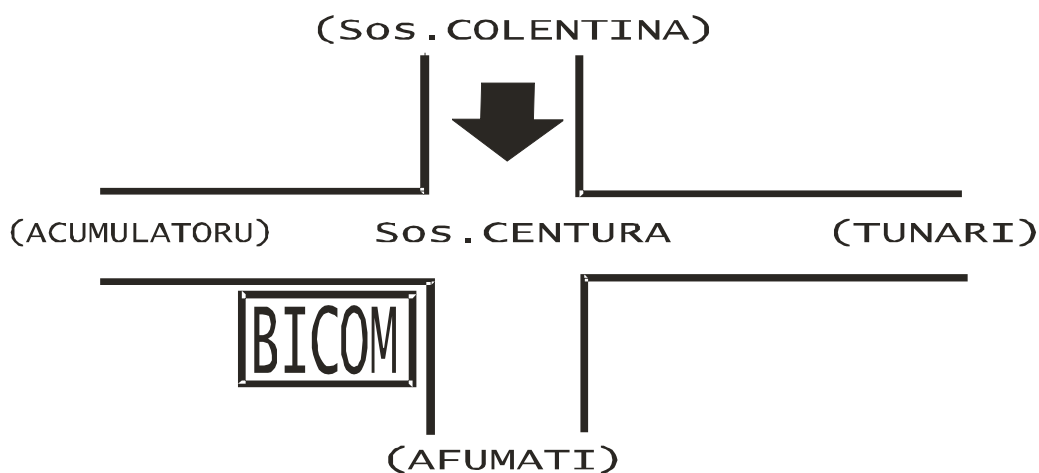 (Sos.COLENTINA)
(ACUMULATORU) Sos.CENTURA (TUNARI)
BICOM
(AFUMATI)